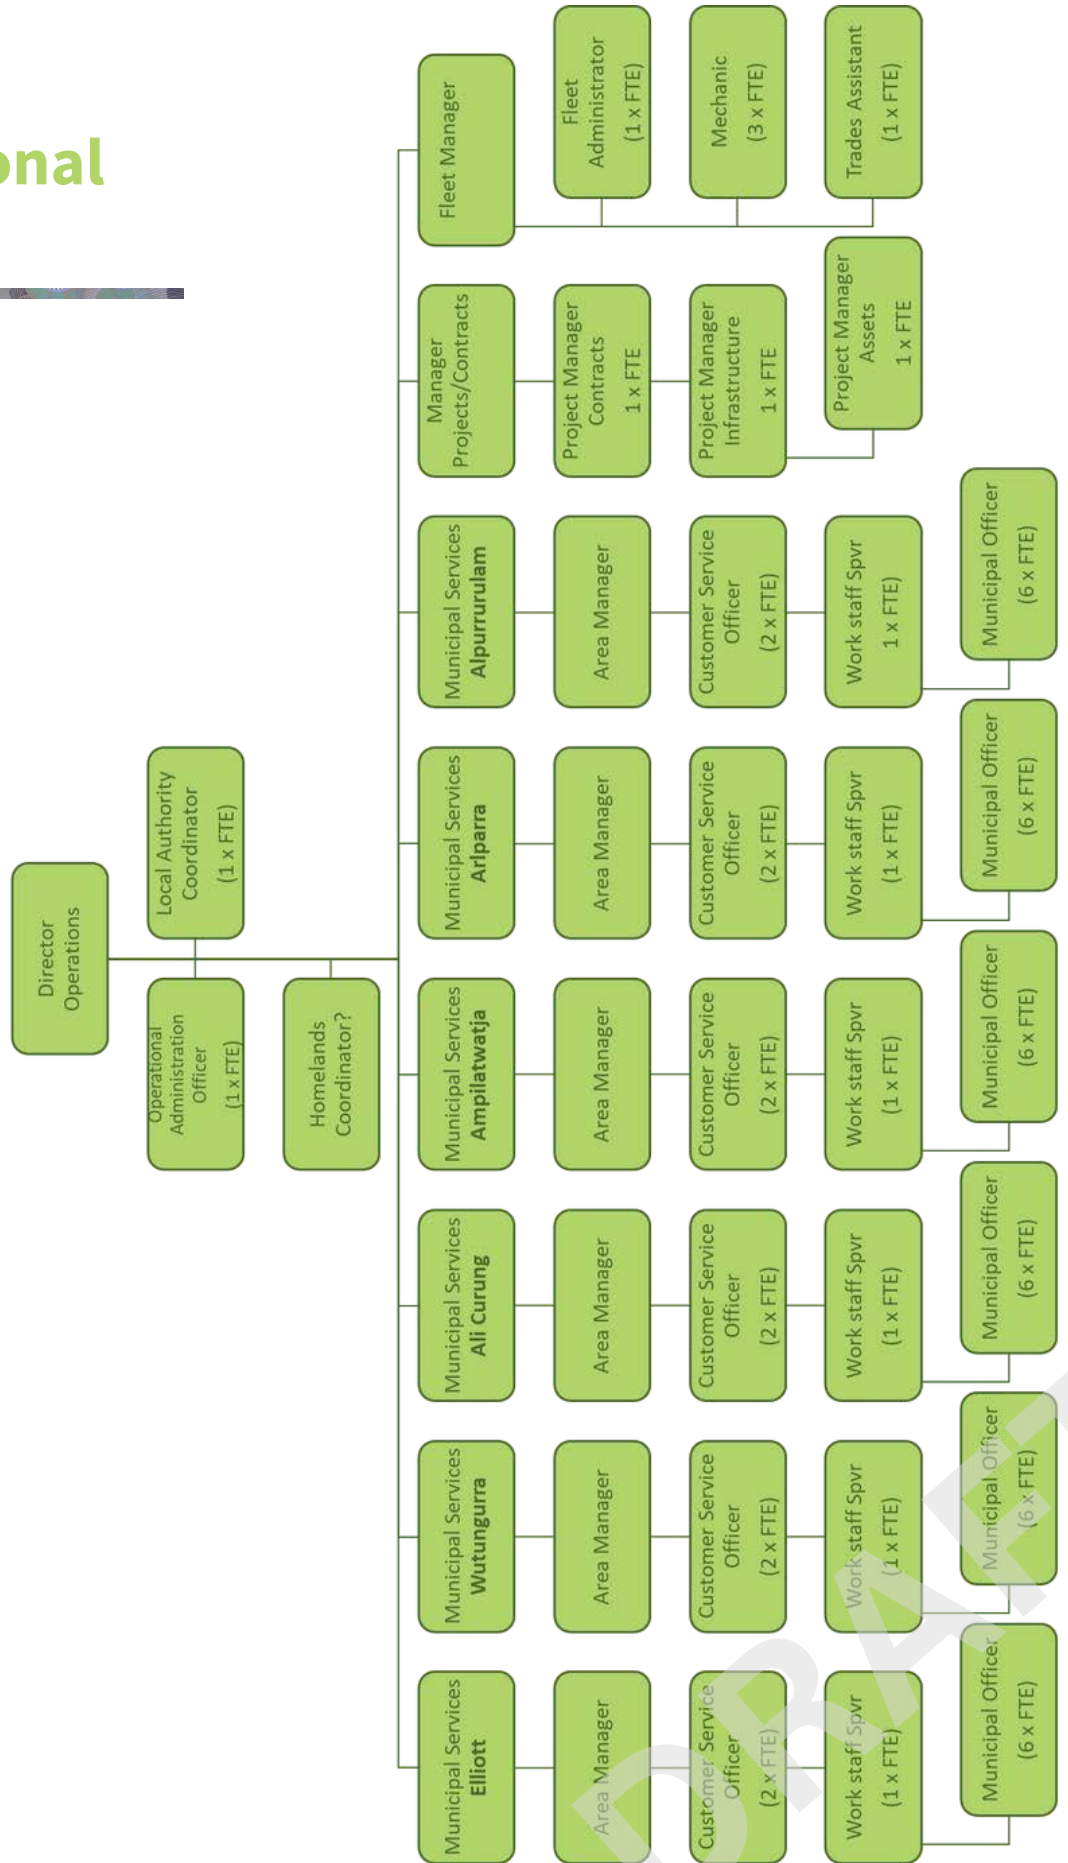 onal
Director
Operations
Operational
Administration
Officer
(1 x FTE)
Local Authority
Coordinator
(1 x FTE)
Homelands
Coordinator?
Municipal Services
Elliott
Area Manager
Customer Service
Officer
(2 x FTE)
Work staff Spvr
(1 x FTE)
Municipal Officer
(6 x FTE)
Municipal Services
Wutungurra
Area Manager
Customer Service
Officer
(2 x FTE)
Work staff Spvr
(1 x FTE)
Municipal Officer
(6 x FTE)
Municipal Services
Ali Curung
Area Manager
Customer Service
Officer
(2 x FTE)
Work staff Spvr
(1 x FTE)
Municipal Officer
(6 x FTE)
Municipal Services
Ampilatwatja
Area Manager
Customer Service
Officer
(2 x FTE)
Work staff Spvr
(1 x FTE)
Municipal Officer
(6 x FTE)
Municipal Services
Arlparra
Area Manager
Customer Service
Officer
(2 x FTE)
Work staff Spvr
(1 x FTE)
Municipal Officer
(6 x FTE)
Municipal Services
Alpurrurulam
Area Manager
Customer Service
Officer
(2 x FTE)
Work staff Spvr
1 x FTE)
Municipal Officer
(6 x FTE)
Manager
Projects/Contracts
Project Manager
Contracts
1 x FTE
Project Manager
Infrastructure
1 x FTE
Project Manager
Assets
1 x FTE
Fleet Manager
Fleet
Administrator
(1 x FTE)
Mechanic
(3 x FTE)
Trades Assistant
(1 x FTE)
DRAFT